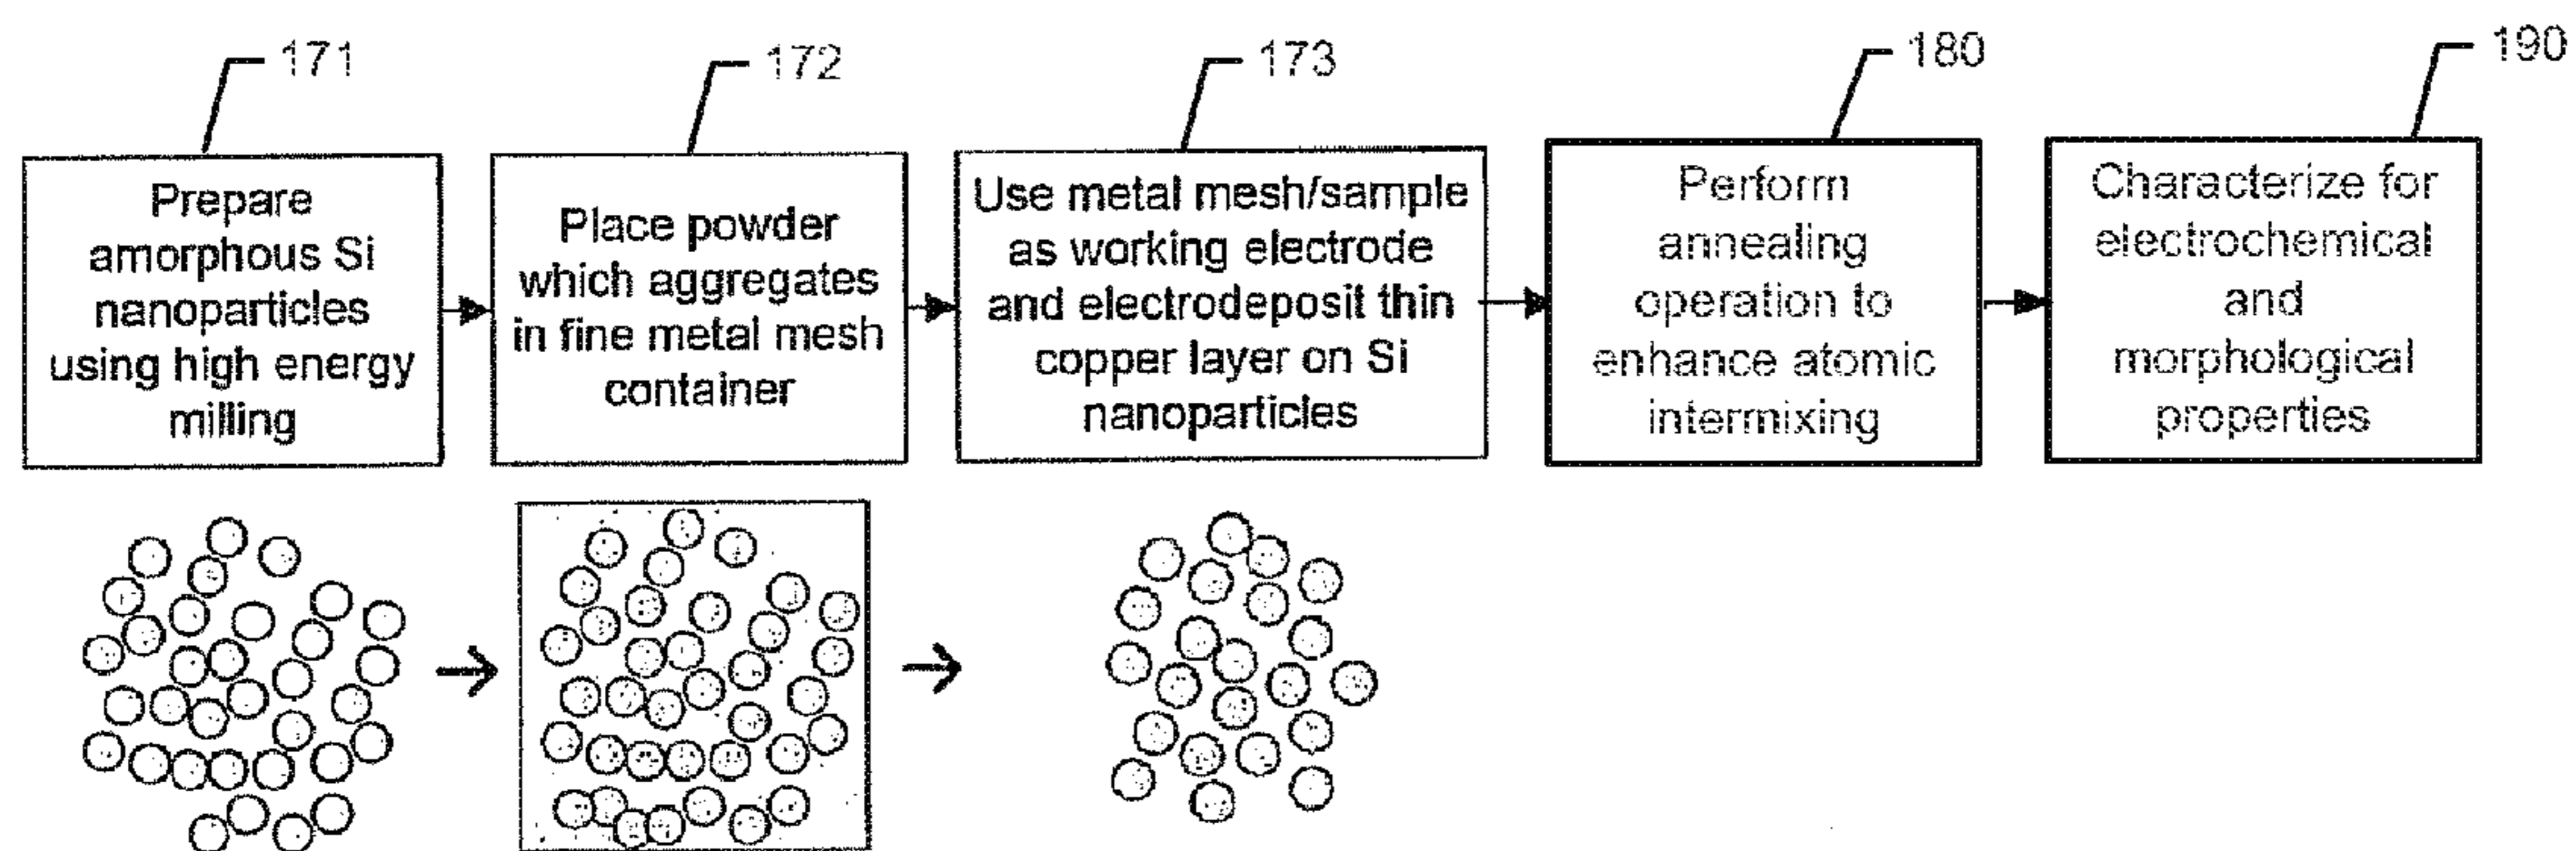 171
172
173
180
190
Prepare
amorphous Si
nanoparticles
using high energy
milling
Place powder
which aggregates
in fine metal mesh
container
Use metal mesh/sample
as working electrode
and electrodeposit thin
copper layer on Si
nanoparticles
Perform
annealing
operation to
enhance atomic
intermixing
Characterize for
electrochemical
and
morphological
properties